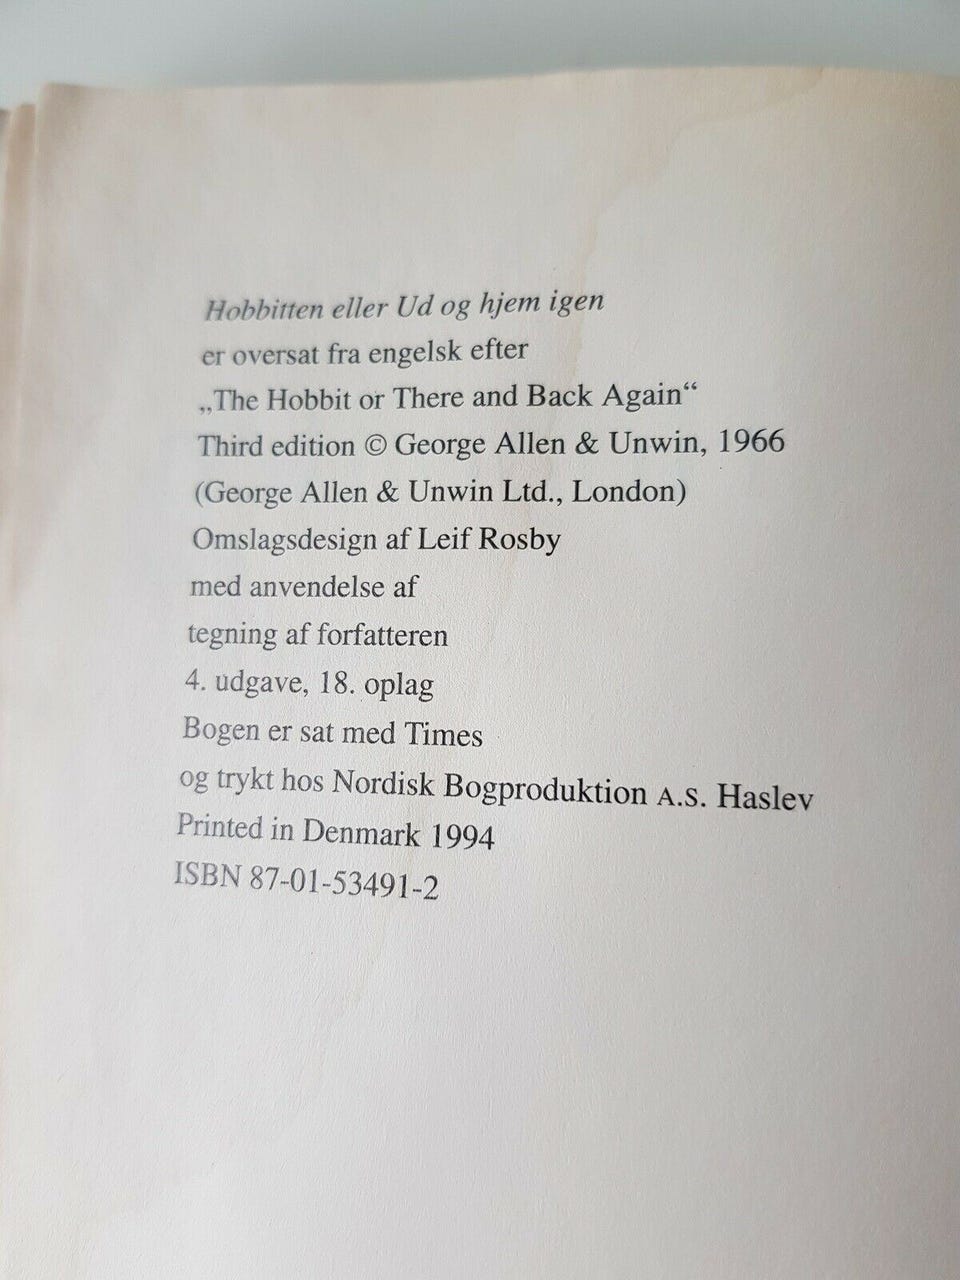 Hobbitten eller Ud og hjem igen
er oversat fra engelsk efter
„The Hobbit or There and Back Again“
Third edition © George Allen & Unwin, 1966
(George Allen & Unwin Ltd., London)
Omslagsdesign af Leif Rosby
med anvendelse af
tegning af forfatteren
4. udgave, 18. oplag
Bogen er sat med Times
og trykt hos Nordisk Bogproduktion A.S. Haslev
Printed in Denmark 1994
ISBN 87-01-53491-2